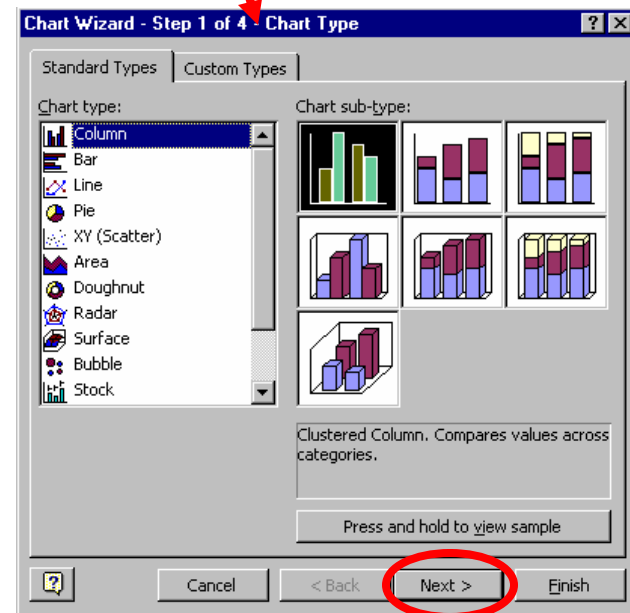 Chart Wizard - Step 1 of 4 - Chart Type
Standard Types
Custom Types
Chart type:
Column
Bar
Line
Pie
XY (Scatter)
Area
Doughnut
Radar
Surface
Bubble
Stock
Chart sub-type:
Clustered Column. Compares values across
categories.
Press and hold to view sample
Cancel
< Back
Next >
Finish